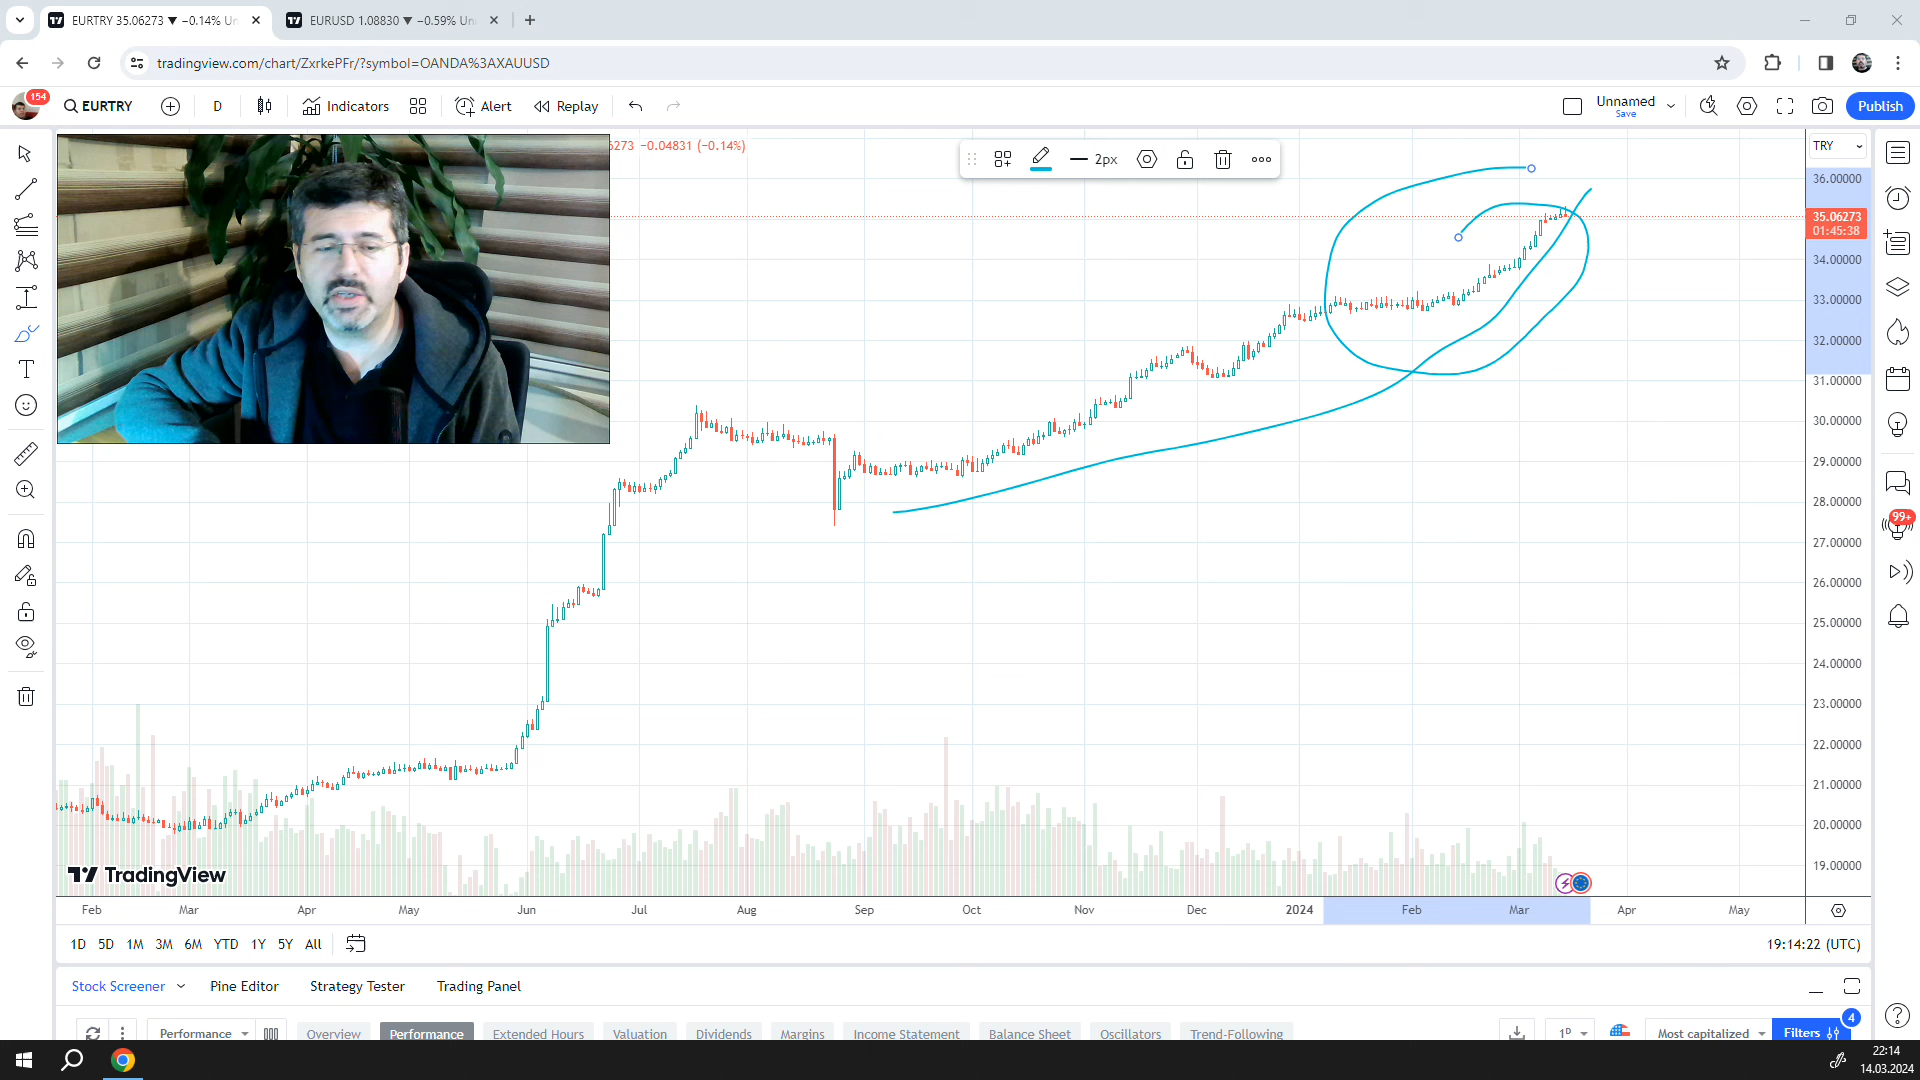 EURTRY 35.06273 ▼ −0.14% Un
EURUSD 1.08830 ▼ −0.59% Un
tradingview.com/chart/ZxrkePFr/?symbol=OANDA%3AXAUUSD
154
EURTRY
D
Indicators
Alert
Replay
Unnamed
Save
Publish
6273 −0.04831 (−0.14%)
2px
TRY
36.00000
35.06273
01:45:38
34.00000
33.00000
32.00000
31.00000
30.00000
29.00000
28.00000
27.00000
26.00000
25.00000
24.00000
23.00000
22.00000
21.00000
20.00000
19.00000
99+
TradingView
Feb Mar Apr May Jun Jul Aug Sep Oct Nov Dec 2024 Feb Mar Apr May
1D 5D 1M 3M 6M YTD 1Y 5Y All
19:14:22 (UTC)
Stock Screener Pine Editor Strategy Tester Trading Panel
Performance Overview Performance Extended Hours Valuation Dividends Margins Income Statement Balance Sheet Oscillators Trend-Following
1D
Most capitalized
Filters
4
22:14
14.03.2024